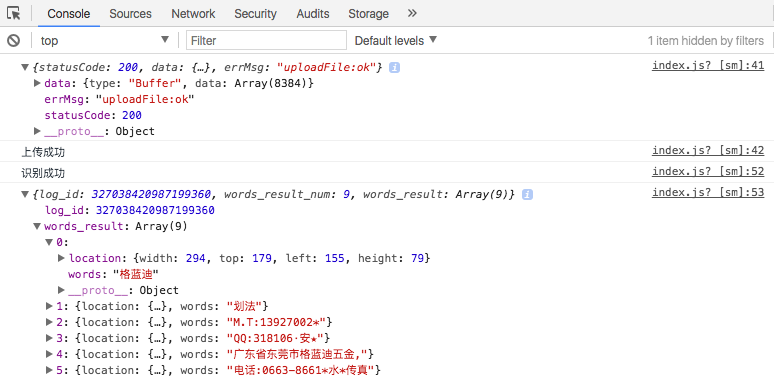 Console Sources Network Security Audits Storage »
top Filter Default levels 1 item hidden by filters
{statusCode: 200, data: {…}, errMsg: "uploadFile:ok"} index.js? [sm]:41
data: {type: "Buffer", data: Array(8384)}
errMsg: "uploadFile:ok"
statusCode: 200
__proto__: Object
上传成功 index.js? [sm]:42
识别成功 index.js? [sm]:52
{log_id: 327038420987199360, words_result_num: 9, words_result: Array(9)} index.js? [sm]:53
log_id: 327038420987199360
words_result: Array(9)
0:
location: {width: 294, top: 179, left: 155, height: 79}
words: "格蓝迪"
__proto__: Object
1: {location: {…}, words: "划法"}
2: {location: {…}, words: "M.T:13927002*"}
3: {location: {…}, words: "QQ:318106·安★"}
4: {location: {…}, words: "广东省东莞市格蓝迪五金,"}
5: {location: {…}, words: "电话:0663-8661*水*传真"}